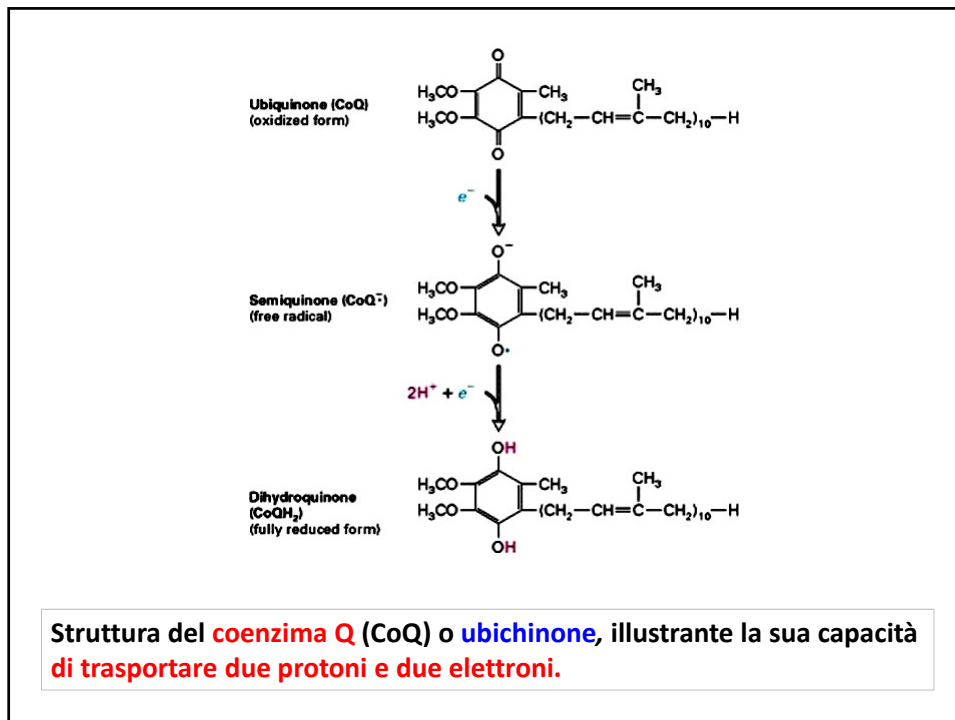 O
Ubiquinone (CoQ)
(oxidized form)
H₃CO
CH₃
CH₃
H₃CO
(CH₂—CH=C—CH₂)₁₀—H
O
e⁻
O⁻
Semiquinone (CoQ⁻·)
(free radical)
H₃CO
CH₃
CH₃
H₃CO
(CH₂—CH=C—CH₂)₁₀—H
O·
2H⁺ + e⁻
OH
Dihydroquinone
(CoQH₂)
(fully reduced form)
H₃CO
CH₃
CH₃
H₃CO
(CH₂—CH=C—CH₂)₁₀—H
OH
Struttura del coenzima Q (CoQ) o ubichinone, illustrante la sua capacità
di trasportare due protoni e due elettroni.